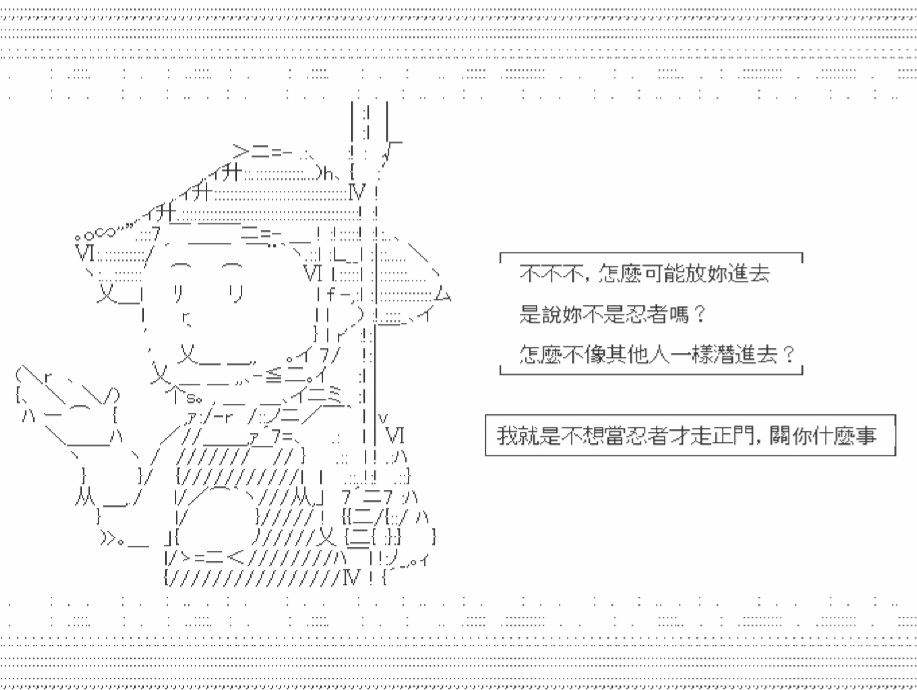 不不不，怎麼可能放妳進去
是說妳不是忍者嗎？
怎麼不像其他人一樣潛進去？
我就是不想當忍者才走正門，關你什麼事